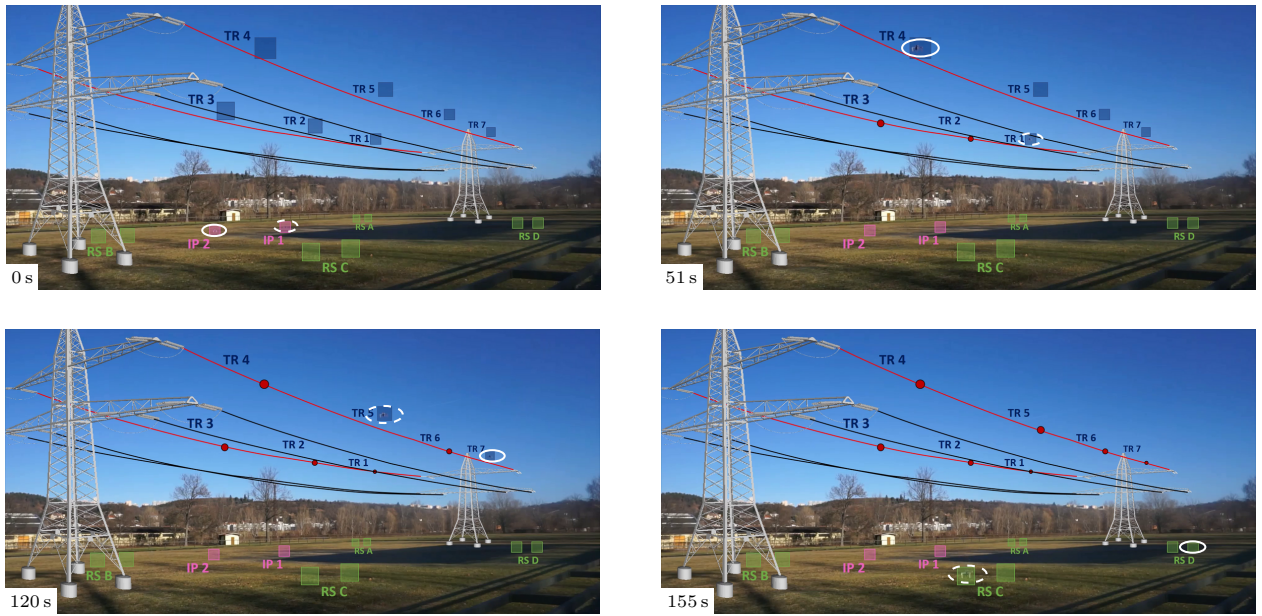 TR 4
TR 5
TR 3
TR 6
TR 2
TR 7
TR 1
RS A
RS D
IP 2
IP 1
RS B
RS C
0 s
TR 4
TR 5
TR 3
TR 6
TR 2
TR 7
TR 1
RS A
RS D
IP 2
IP 1
RS B
RS C
51 s
TR 4
TR 5
TR 3
TR 6
TR 2
TR 7
TR 1
RS A
RS D
IP 2
IP 1
RS B
RS C
120 s
TR 4
TR 5
TR 3
TR 6
TR 2
TR 7
TR 1
RS A
RS D
IP 2
IP 1
RS B
RS C
155 s